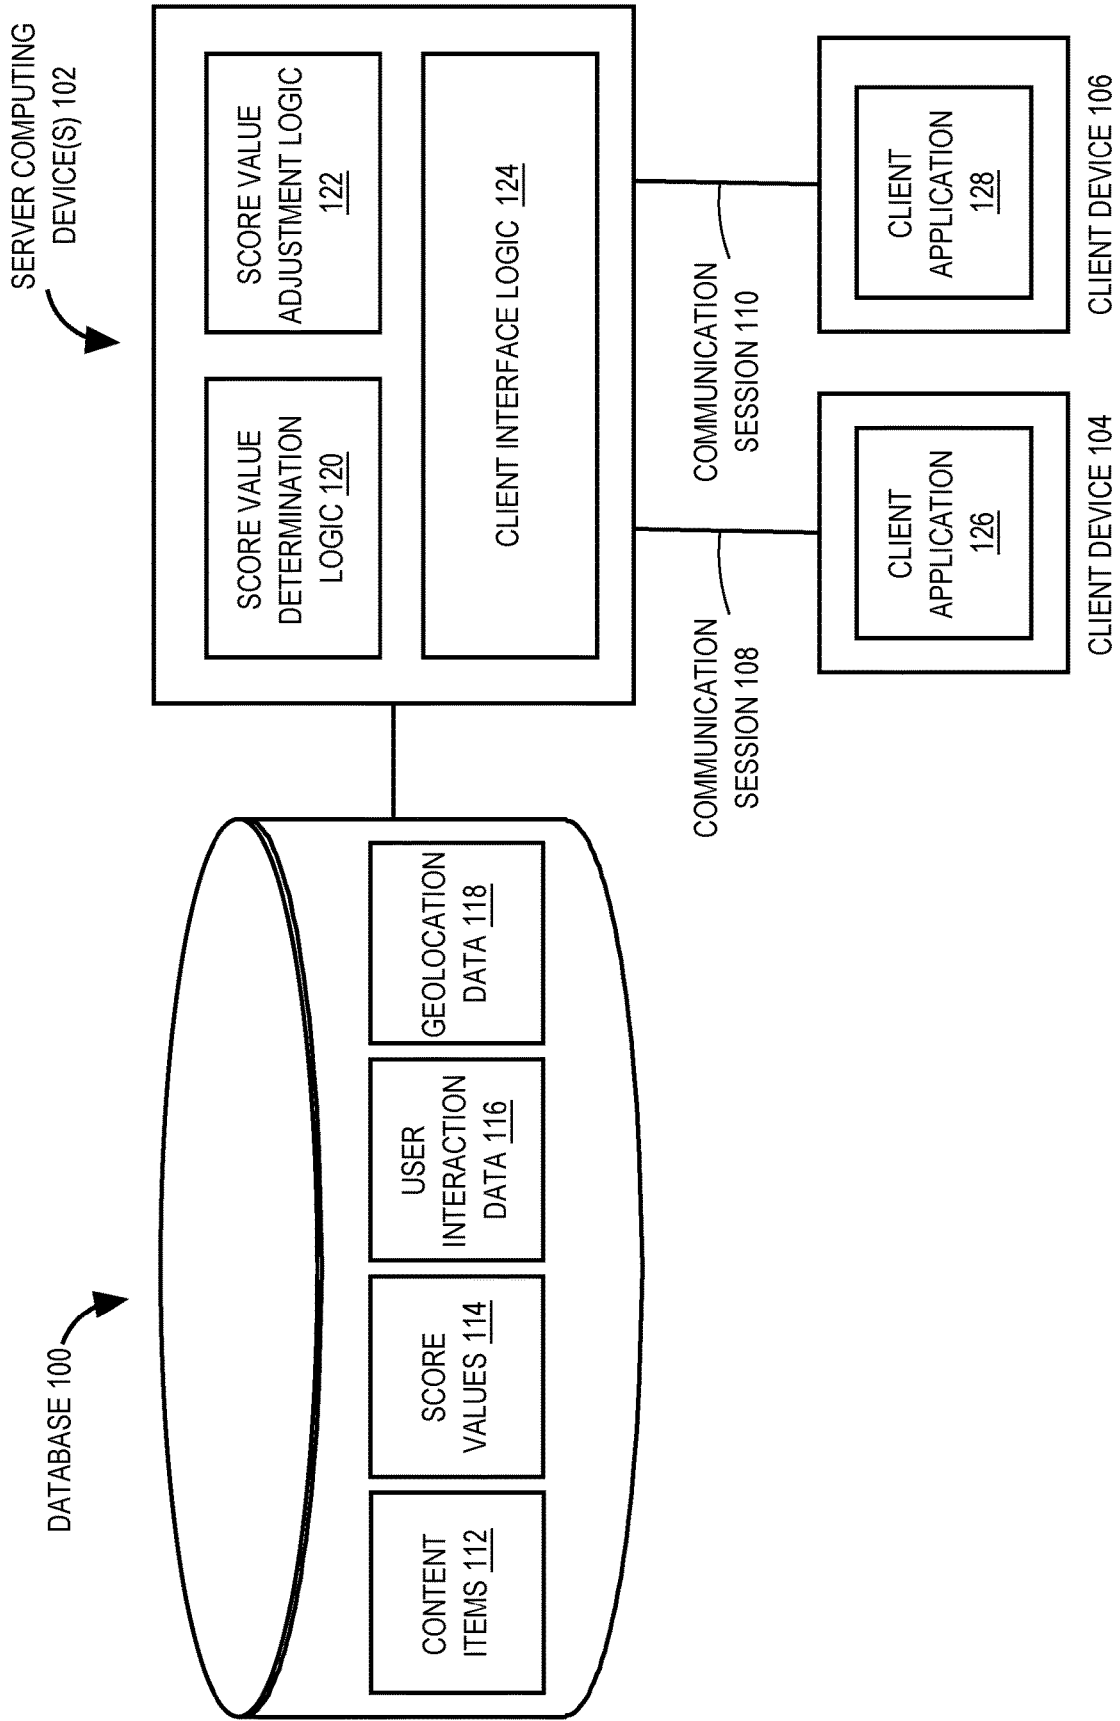 DATABASE 100
CONTENT
ITEMS 112
SCORE
VALUES 114
USER
INTERACTION
DATA 116
GEOLOCATION
DATA 118
SERVER COMPUTING
DEVICE(S) 102
SCORE VALUE
DETERMINATION
LOGIC 120
SCORE VALUE
ADJUSTMENT LOGIC
122
CLIENT INTERFACE LOGIC 124
COMMUNICATION
SESSION 108
COMMUNICATION
SESSION 110
CLIENT
APPLICATION
126
CLIENT DEVICE 104
CLIENT
APPLICATION
128
CLIENT DEVICE 106